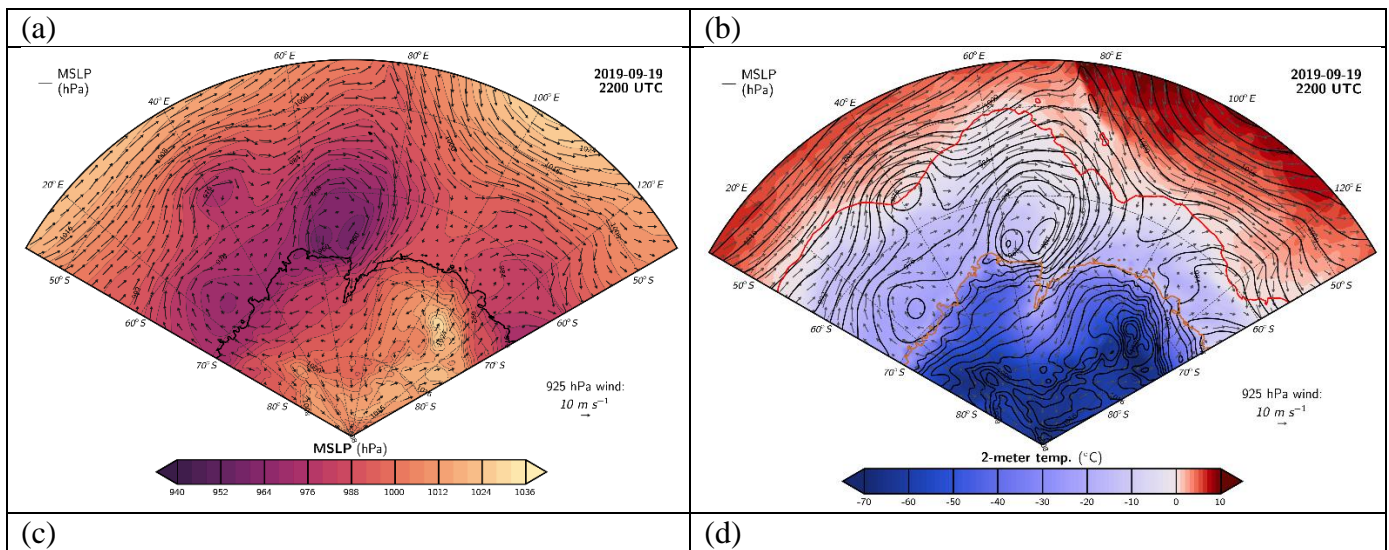 (a)
(b)
MSLP
(hPa)
2019-09-19
2200 UTC
20° E
40° E
60° E
80° E
100° E
120° E
50° S
60° S
70° S
80° S
80° S
70° S
60° S
50° S
925 hPa wind:
10 m s⁻¹
MSLP (hPa)
940 952 964 976 988 1000 1012 1024 1036
MSLP
(hPa)
2019-09-19
2200 UTC
20° E
40° E
60° E
80° E
100° E
120° E
50° S
60° S
70° S
80° S
80° S
70° S
60° S
50° S
925 hPa wind:
10 m s⁻¹
2-meter temp. (°C)
-70 -60 -50 -40 -30 -20 -10 0 10
(c)
(d)